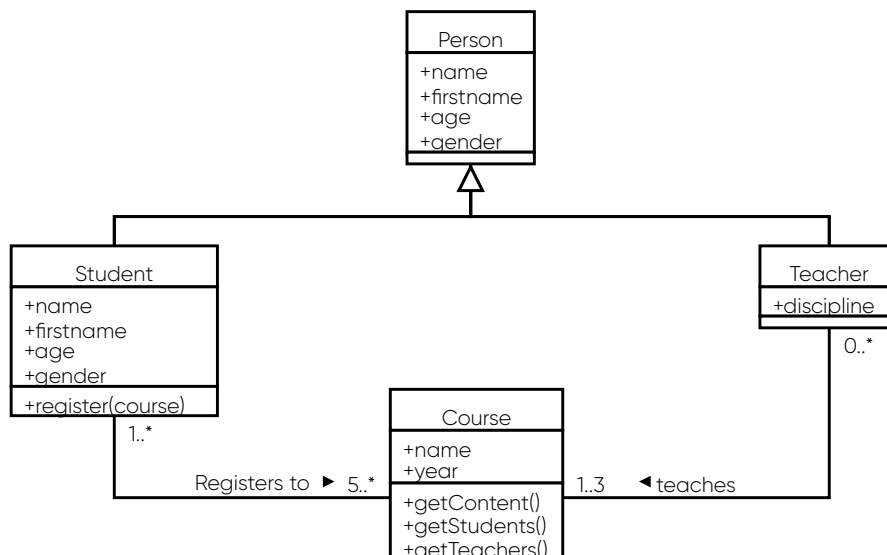 Person
+name
+firstname
+age
+gender
Student
+name
+firstname
+age
+gender
+register(course)
1..*
Teacher
+discipline
0..*
Course
+name
+year
+getContent()
+getStudents()
+getTeachers()
Registers to ► 5..*
1..3 ◄ teaches